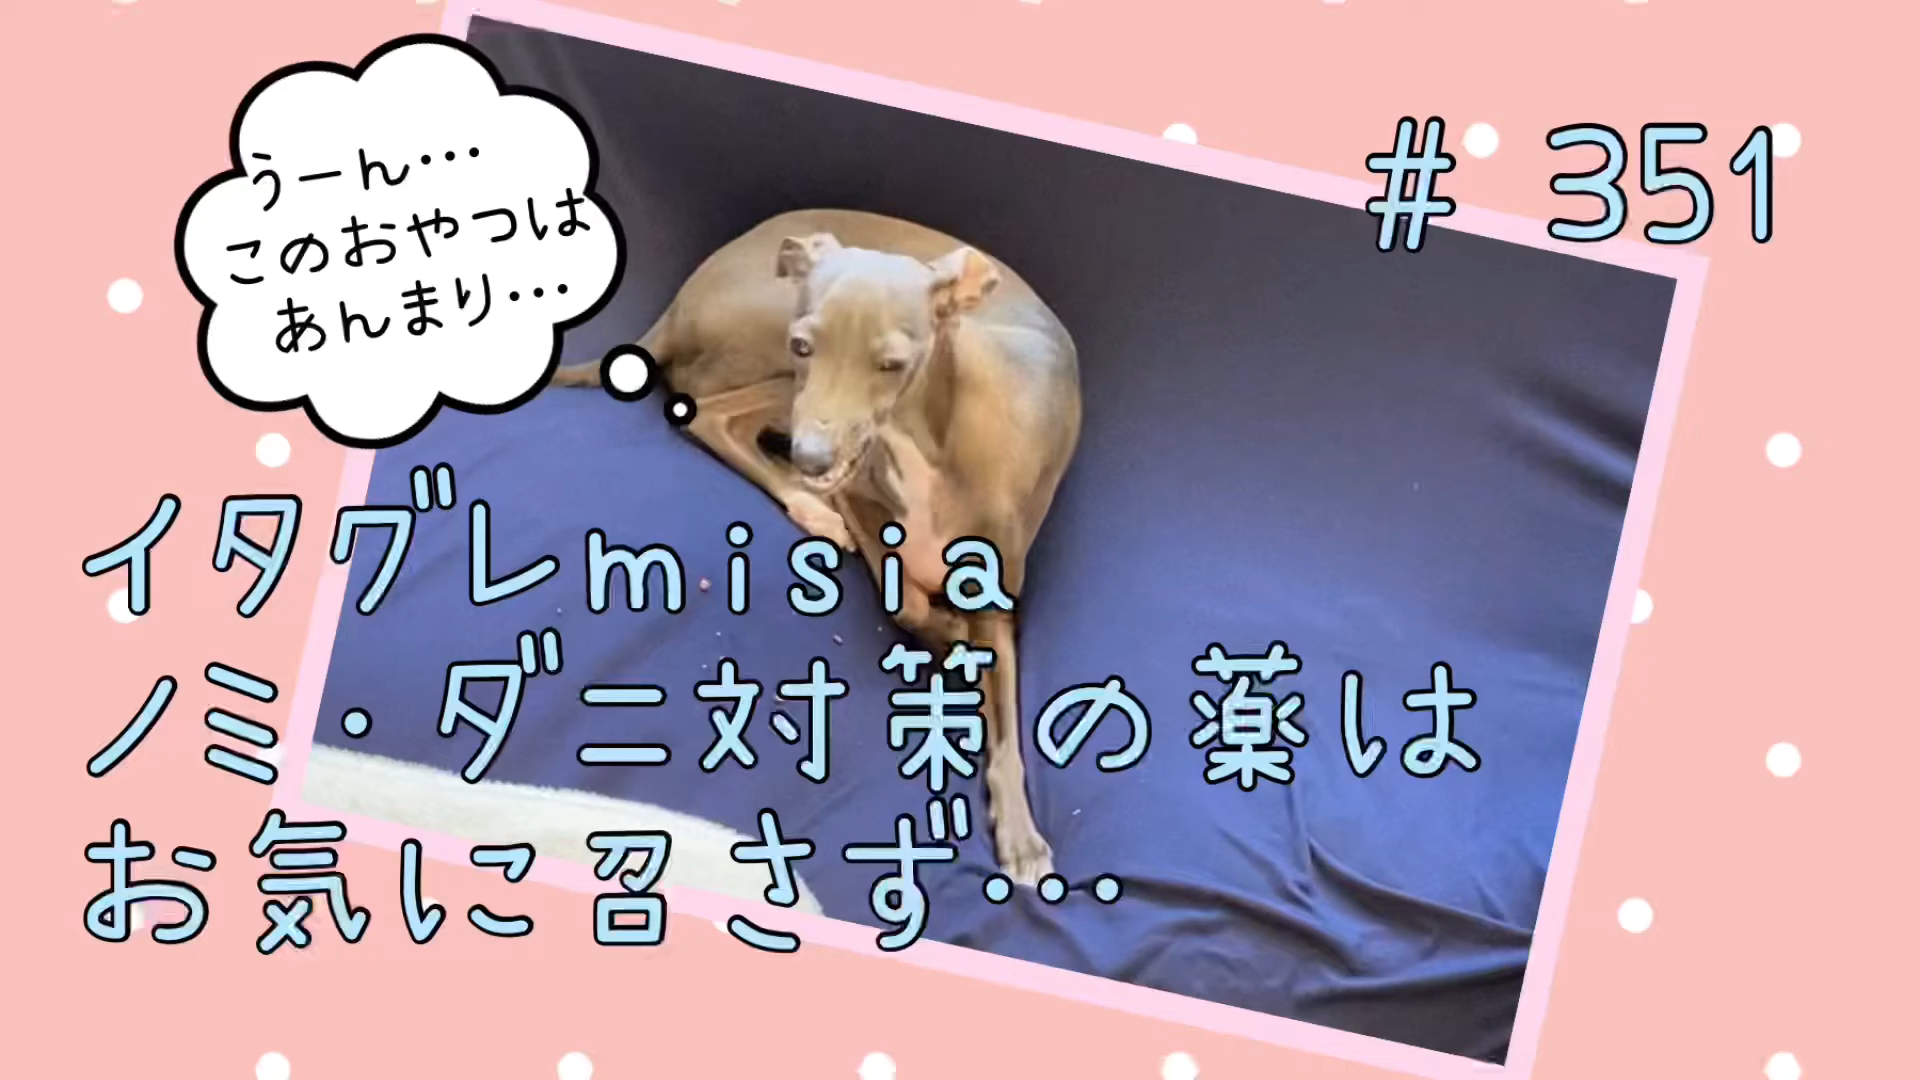 うーん…
このおやつは
あんまり…
# 351
イタグレmisia
ノミ・ダニ対策の薬は
お気に召さず…